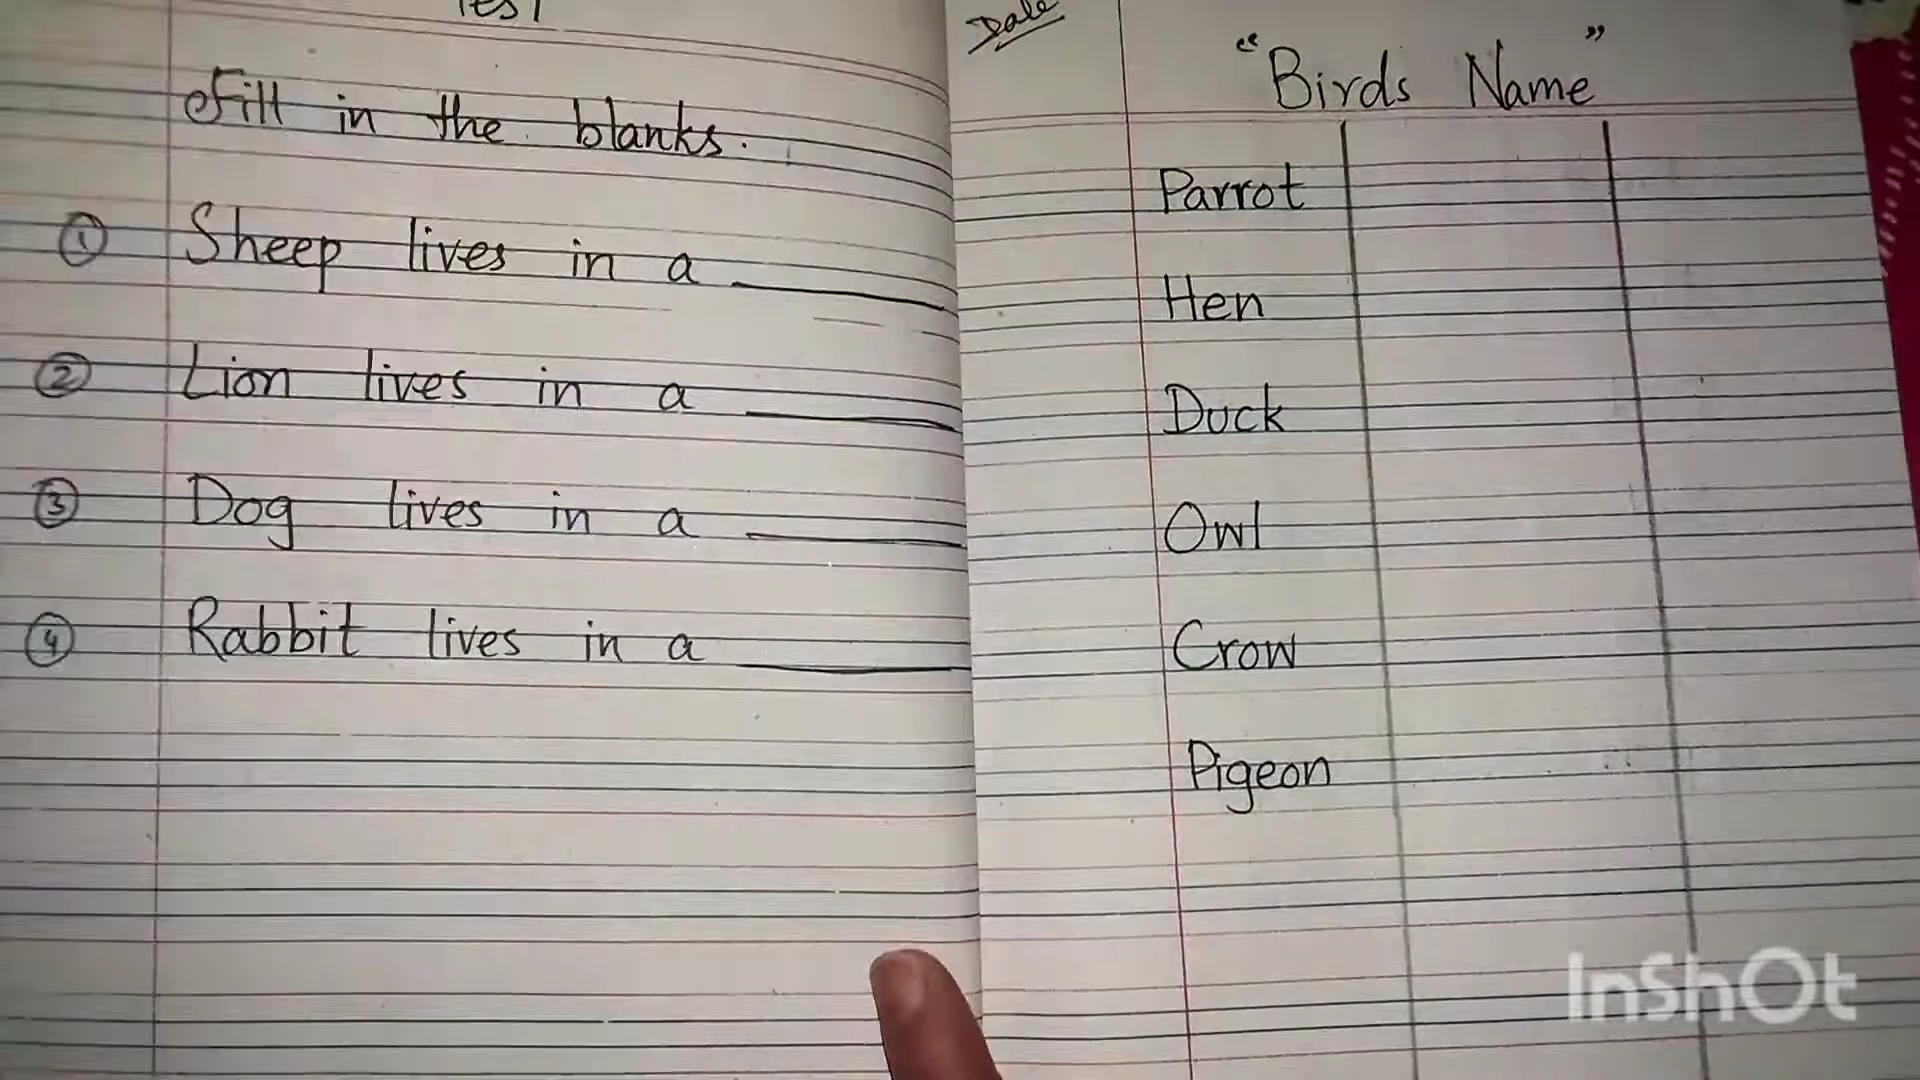 Test
Fill in the blanks.
① Sheep lives in a ______
② Lion lives in a ______
③ Dog lives in a ______
④ Rabbit lives in a ______
Date
"Birds Name"
Parrot
Hen
Duck
Owl
Crow
Pigeon
InShOt